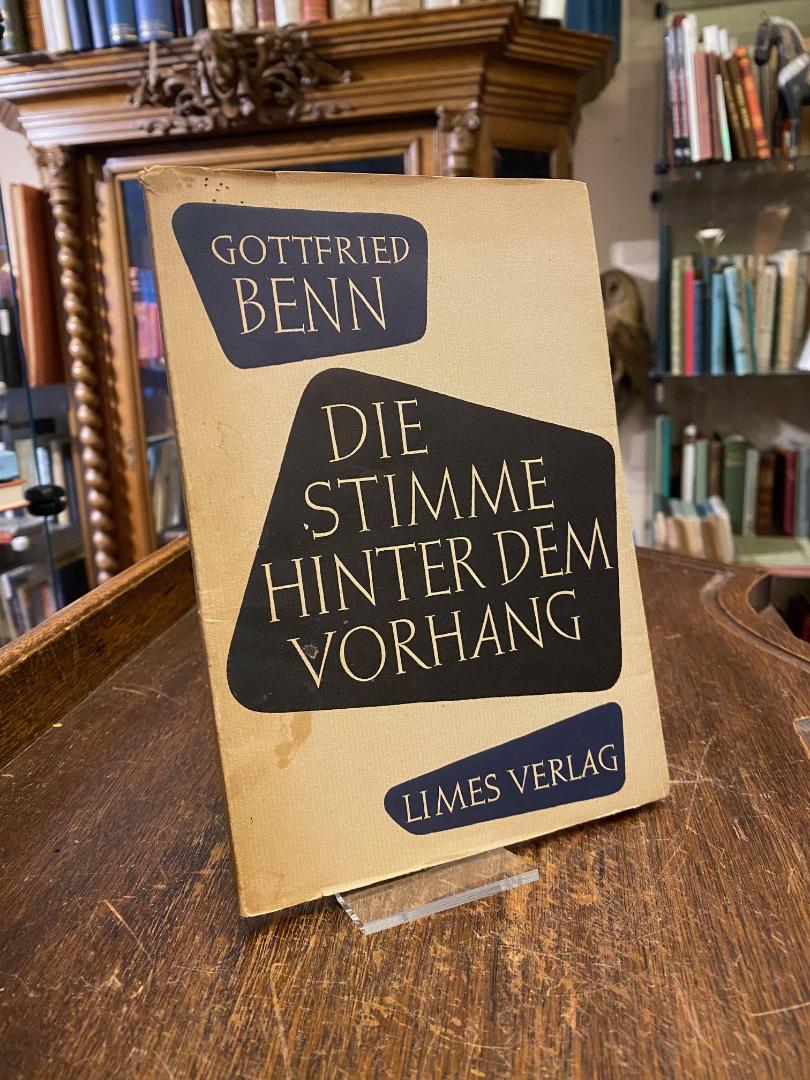 GOTTFRIED
BENN
DIE
STIMME
HINTER DEM
VORHANG
LIMES VERLAG